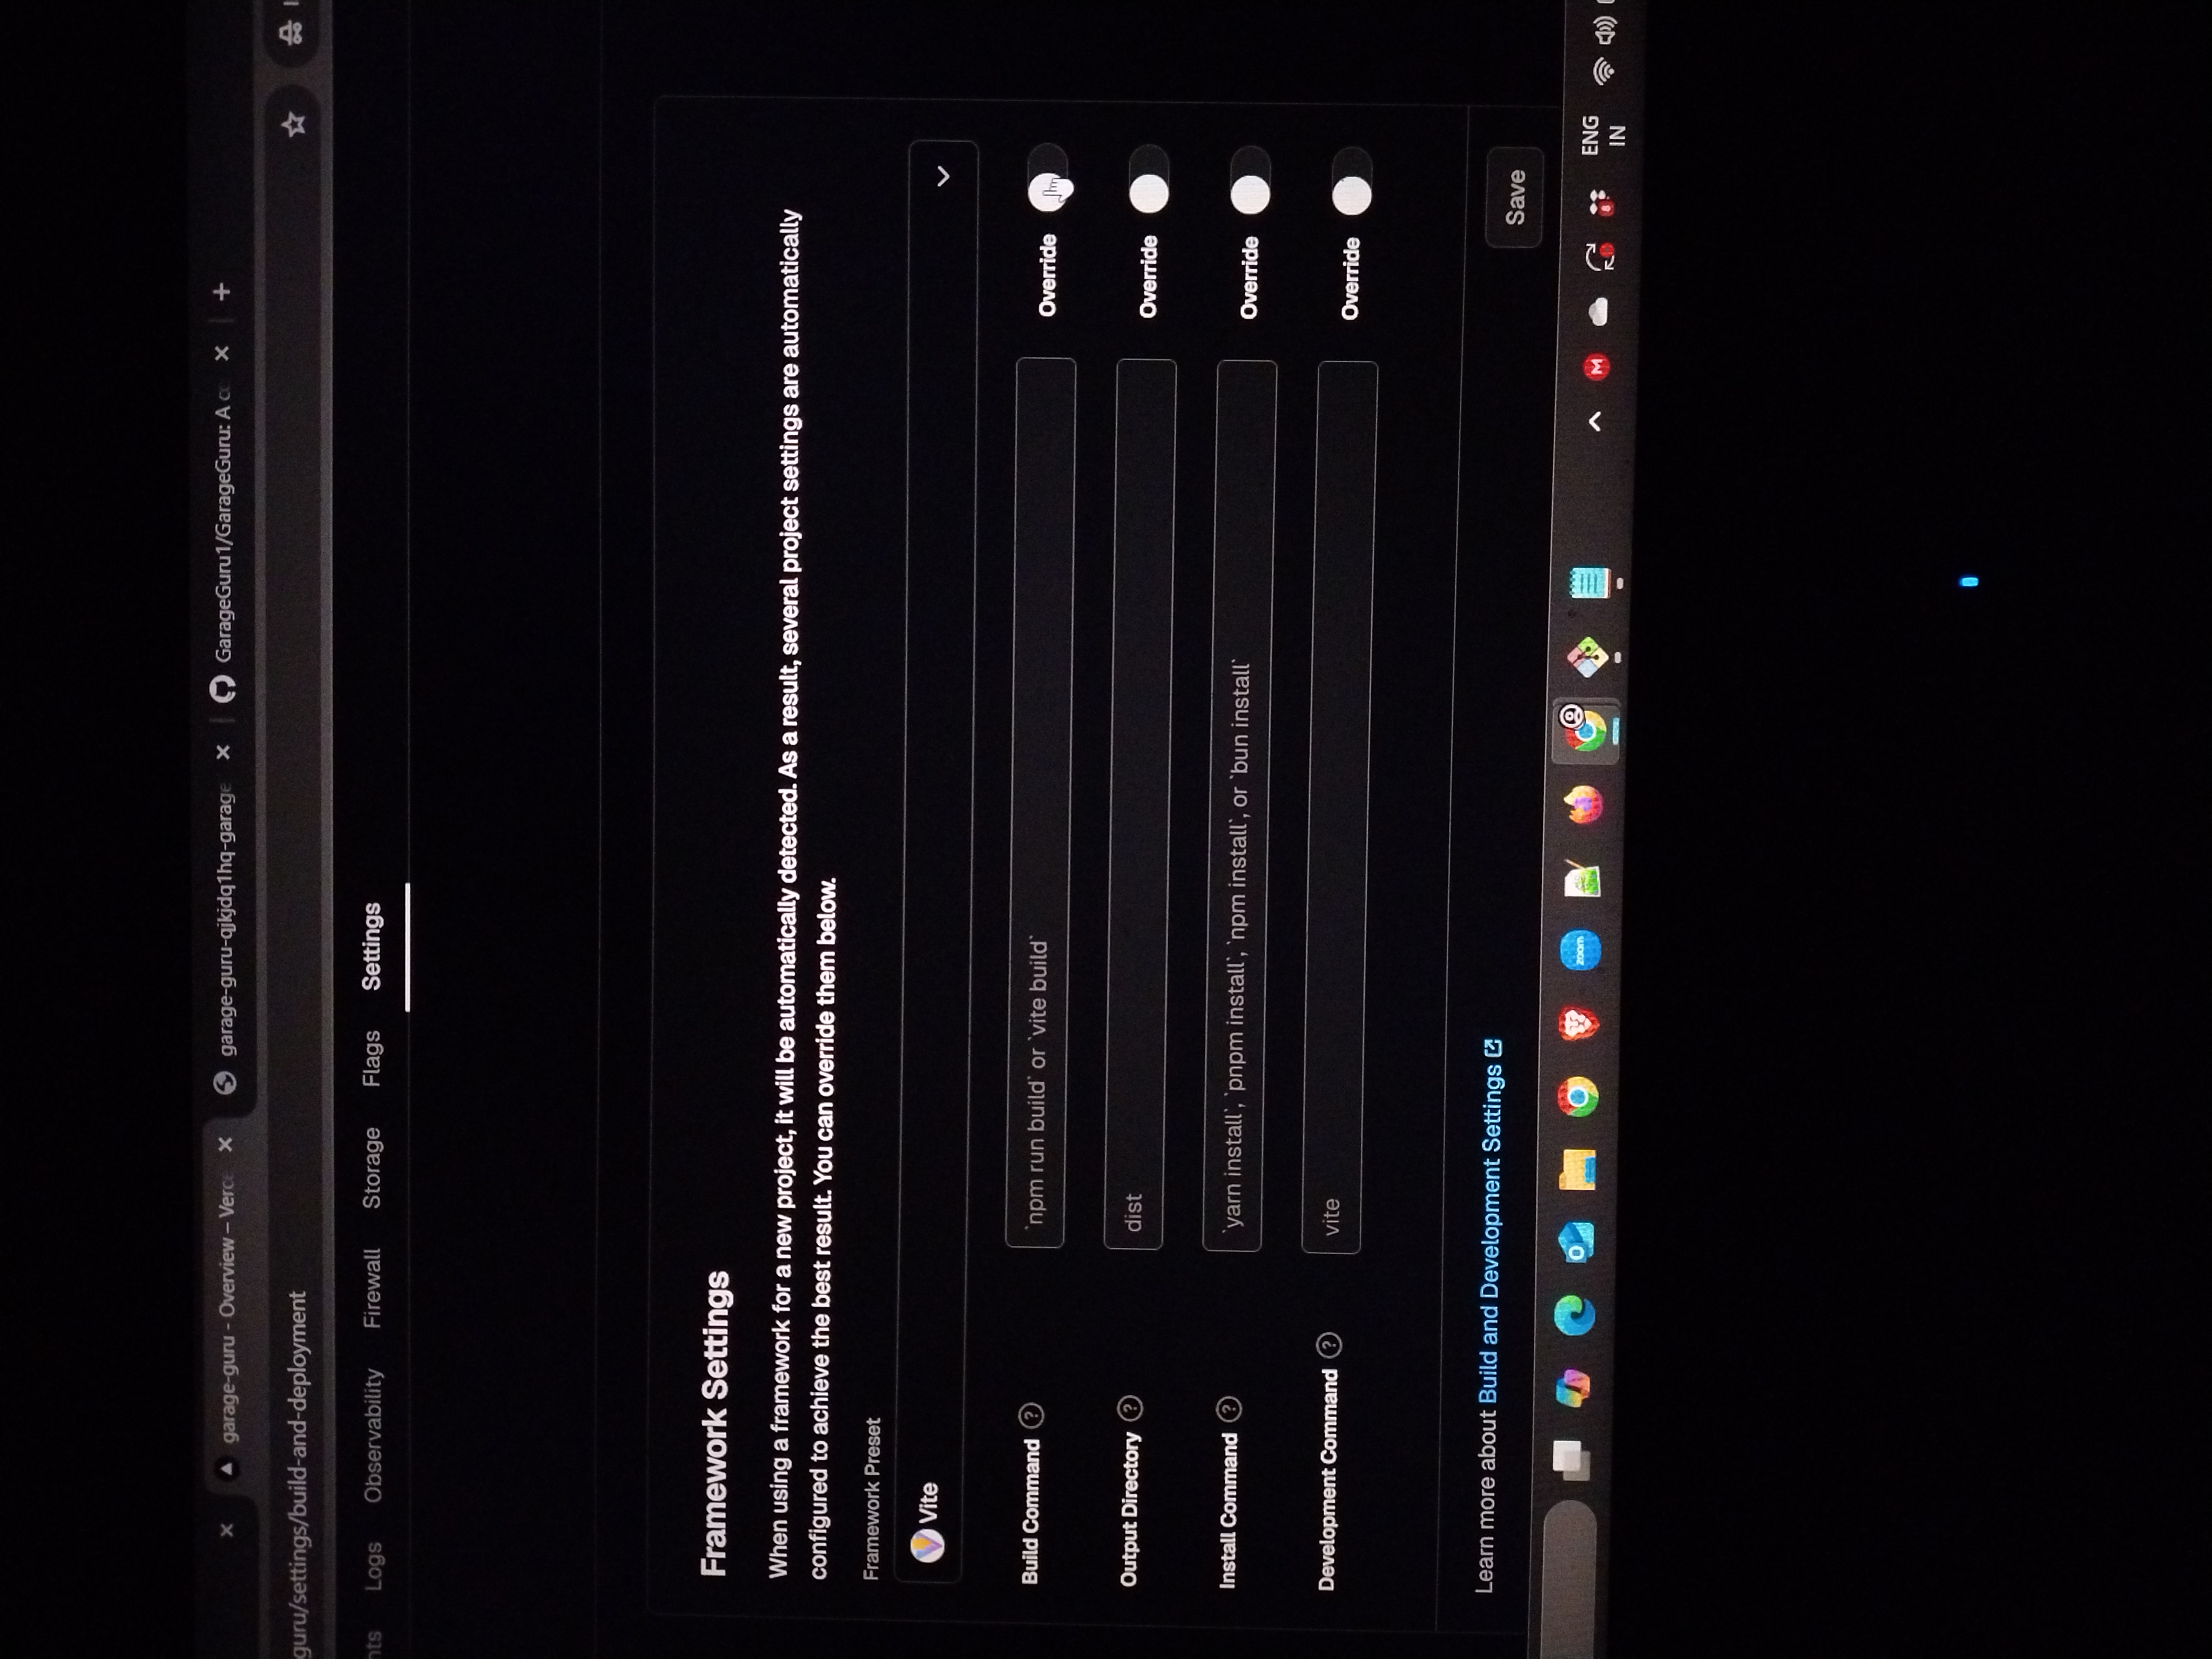 garage-guru - Overview – Verc
garage-guru-qjkjdq1hq-garage
GarageGuru1/GarageGuru: A c
guru/settings/build-and-deployment
nts
Logs
Observability
Firewall
Storage
Flags
Settings
Framework Settings
When using a framework for a new project, it will be automatically detected. As a result, several project settings are automatically
configured to achieve the best result. You can override them below.
Framework Preset
Vite
Build Command ?
`npm run build` or `vite build`
Override
Output Directory ?
dist
Override
Install Command ?
`yarn install`, `pnpm install`, `npm install`, or `bun install`
Override
Development Command ?
vite
Override
Learn more about Build and Development Settings
Save
zoom
M
8
ENG
IN